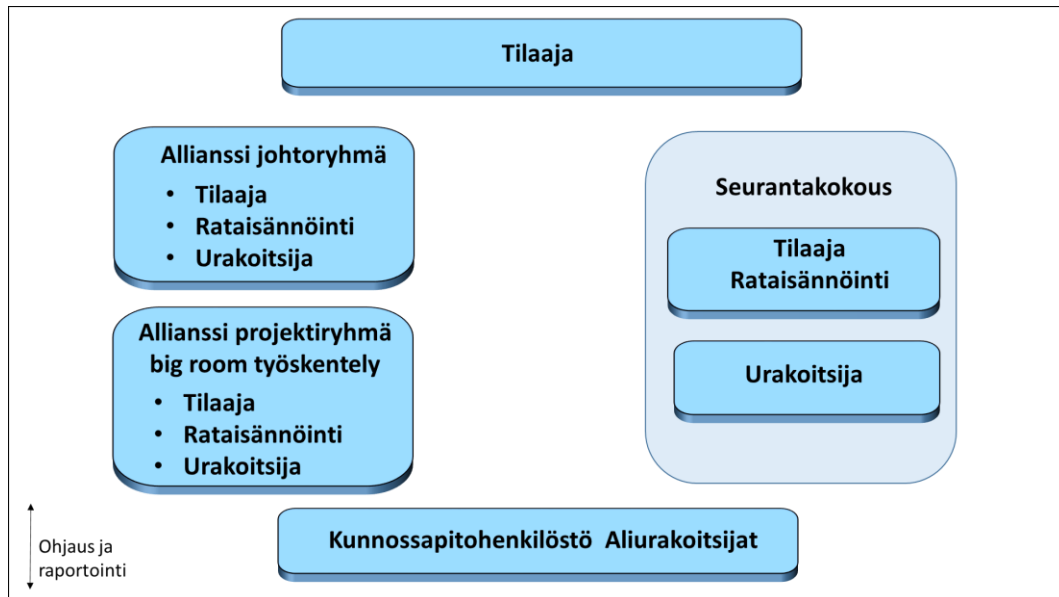 Tilaaja
Allianssi johtoryhmä
• Tilaaja
• Rataisännöinti
• Urakoitsija
Allianssi projektiryhmä
big room työskentely
• Tilaaja
• Rataisännöinti
• Urakoitsija
Seurantakokous
Tilaaja
Rataisännöinti
Urakoitsija
Ohjaus ja
raportointi
Kunnossapitohenkilöstö Aliurakoitsijat